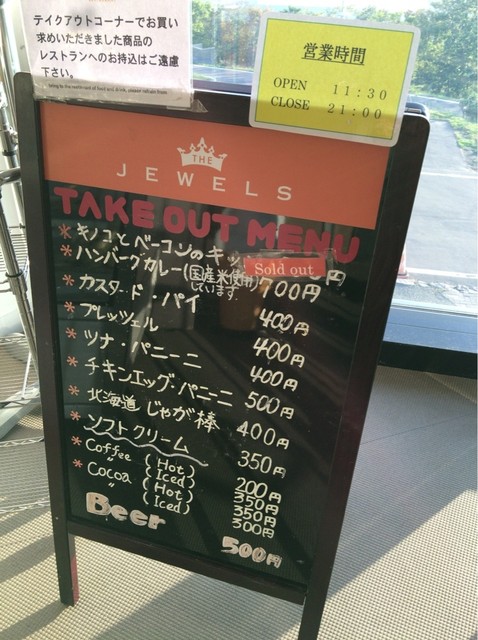 テイクアウトコーナーでお買い
求めいただきました商品の
レストランへのお持込はご遠慮
下さい。
営業時間
OPEN 11:30
CLOSE 21:00
THE
JEWELS
TAKE OUT MENU
* キノコとベーコンのキッ Sold out 円
* ハンバーグカレー(国産米使用しています。) 700円
* カスタード・パイ 400円
* プレッツェル 400円
* ツナ・パニーニ 400円
* チキンエッグ・パニーニ 500円
* 北海道じゃが棒 400円
* ソフトクリーム 350円
* Coffee (Hot) 200円
〃 (Iced) 350円
* Cocoa (Hot) 350円
〃 (Iced) 300円
Beer 500円